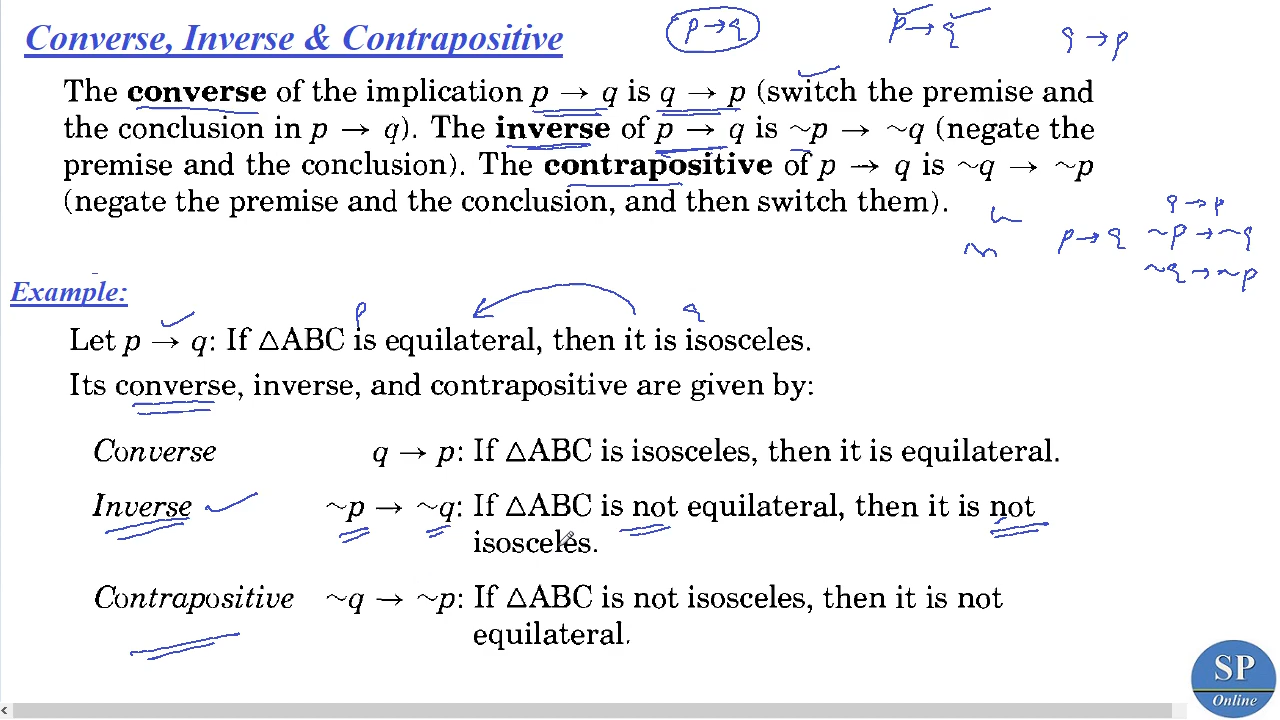 Converse, Inverse & Contrapositive
p → q
p → q
q → p
The converse of the implication p → q is q → p (switch the premise and
the conclusion in p → q). The inverse of p → q is ~p → ~q (negate the
premise and the conclusion). The contrapositive of p → q is ~q → ~p
(negate the premise and the conclusion, and then switch them).
q → p
p → q ~p → ~q
~q → ~p
Example:
p q
Let p → q: If △ABC is equilateral, then it is isosceles.
Its converse, inverse, and contrapositive are given by:
Converse q → p: If △ABC is isosceles, then it is equilateral.
Inverse ~p → ~q: If △ABC is not equilateral, then it is not
isosceles.
Contrapositive ~q → ~p: If △ABC is not isosceles, then it is not
equilateral.
SP
Online